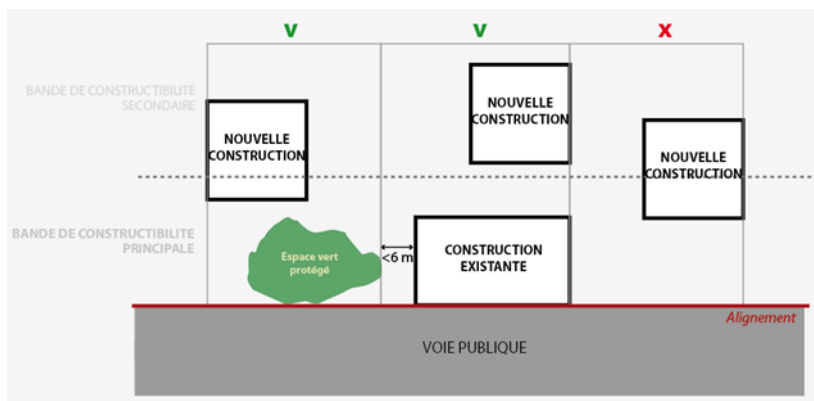 V V X
BANDE DE CONSTRUCTIBILITE
SECONDAIRE
NOUVELLE
CONSTRUCTION
NOUVELLE
CONSTRUCTION
NOUVELLE
CONSTRUCTION
BANDE DE CONSTRUCTIBILITE
PRINCIPALE
Espace vert
protégé
<6 m
CONSTRUCTION
EXISTANTE
Alignement
VOIE PUBLIQUE